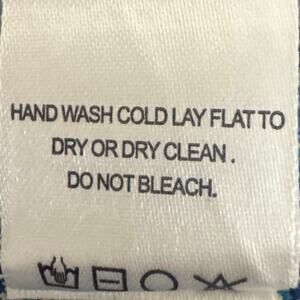 HAND WASH COLD LAY FLAT TO
DRY OR DRY CLEAN .
DO NOT BLEACH.